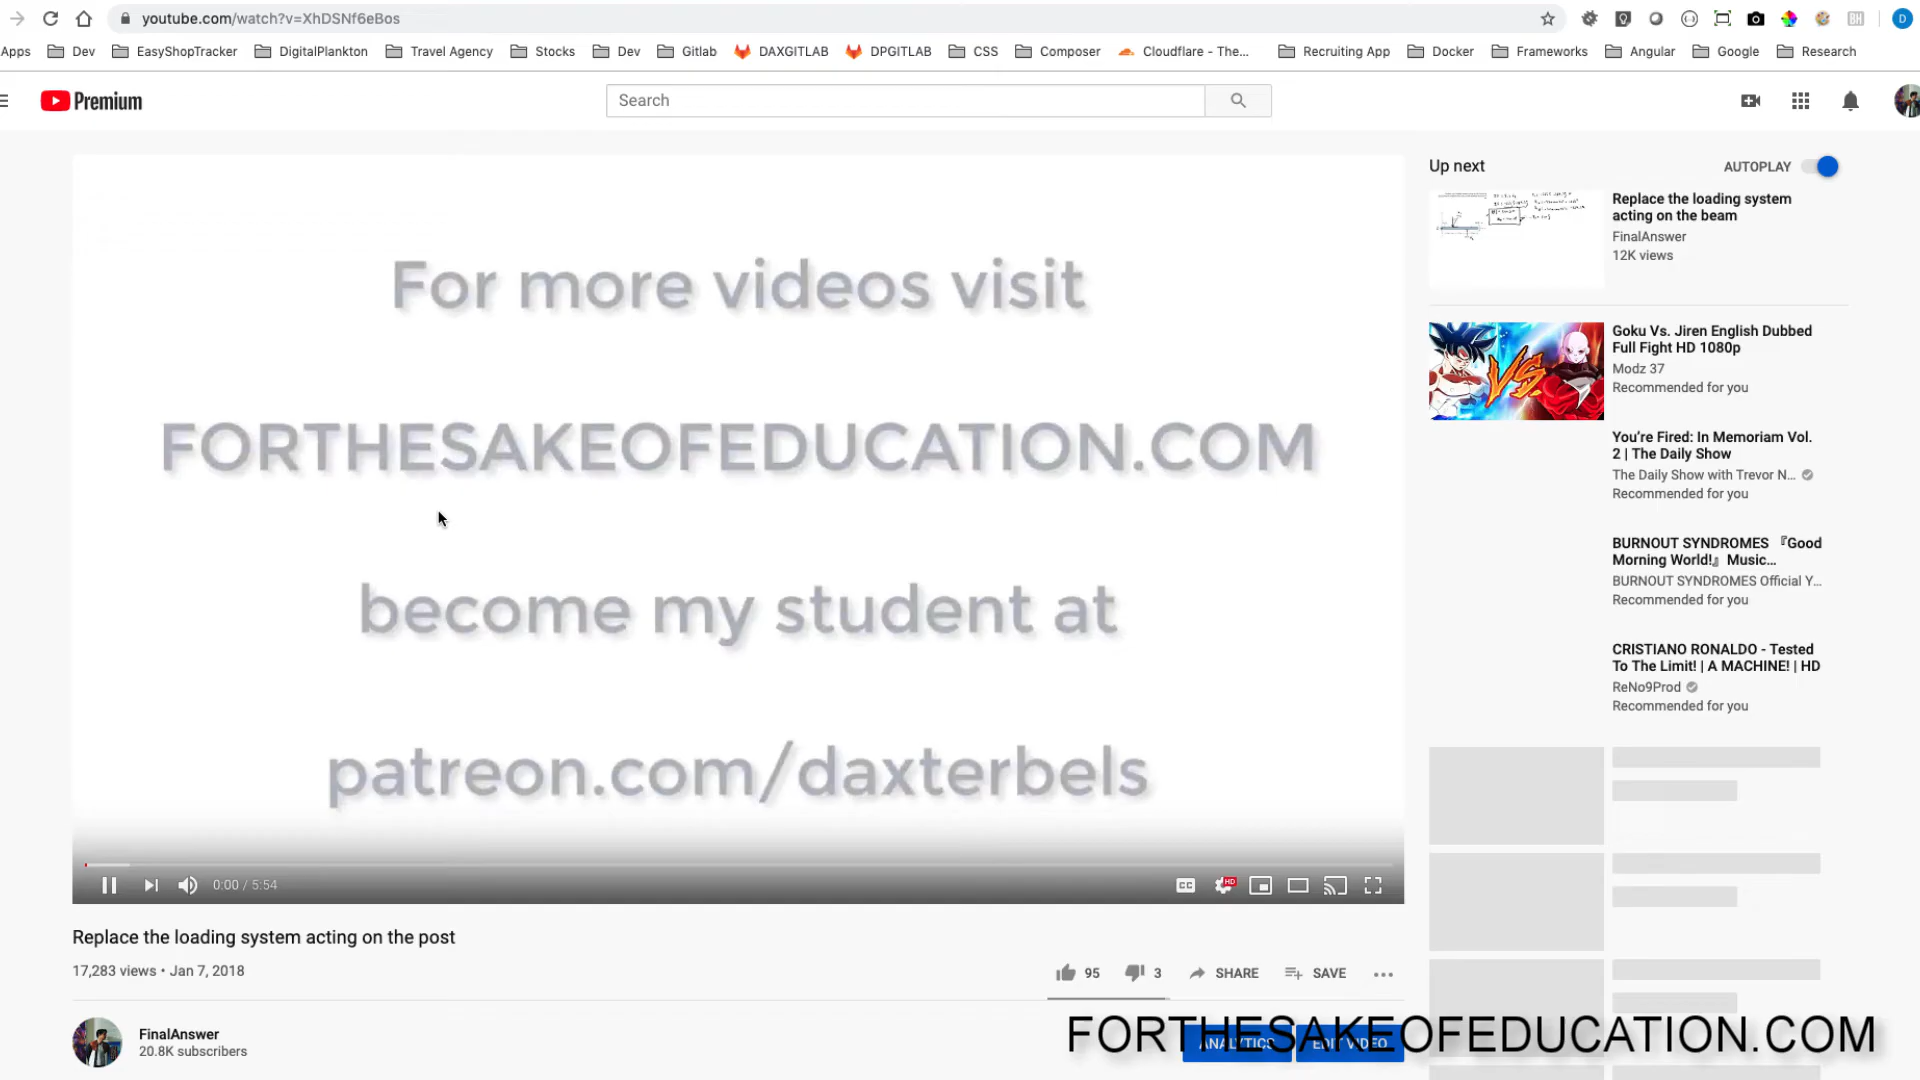 youtube.com/watch?v=XhDSNf6eBos
D
Apps Dev EasyShopTracker DigitalPlankton Travel Agency Stocks Dev Gitlab DAXGITLAB DPGITLAB CSS Composer Cloudflare - The... Recruiting App Docker Frameworks Angular Google Research
Premium
Search
For more videos visit
FORTHESAKEOFEDUCATION.COM
become my student at
patreon.com/daxterbels
0:00 / 5:54
CC
HD
Replace the loading system acting on the post
17,283 views • Jan 7, 2018
95
3
SHARE
SAVE
FinalAnswer
20.8K subscribers
ANALYTICS
EDIT VIDEO
Up next
AUTOPLAY
Replace the loading system
acting on the beam
FinalAnswer
12K views
VS.
Goku Vs. Jiren English Dubbed
Full Fight HD 1080p
Modz 37
Recommended for you
You're Fired: In Memoriam Vol.
2 | The Daily Show
The Daily Show with Trevor N...
Recommended for you
BURNOUT SYNDROMES 『Good
Morning World!』 Music...
BURNOUT SYNDROMES Official Y...
Recommended for you
CRISTIANO RONALDO - Tested
To The Limit! | A MACHINE! | HD
ReNo9Prod
Recommended for you
FORTHESAKEOFEDUCATION.COM